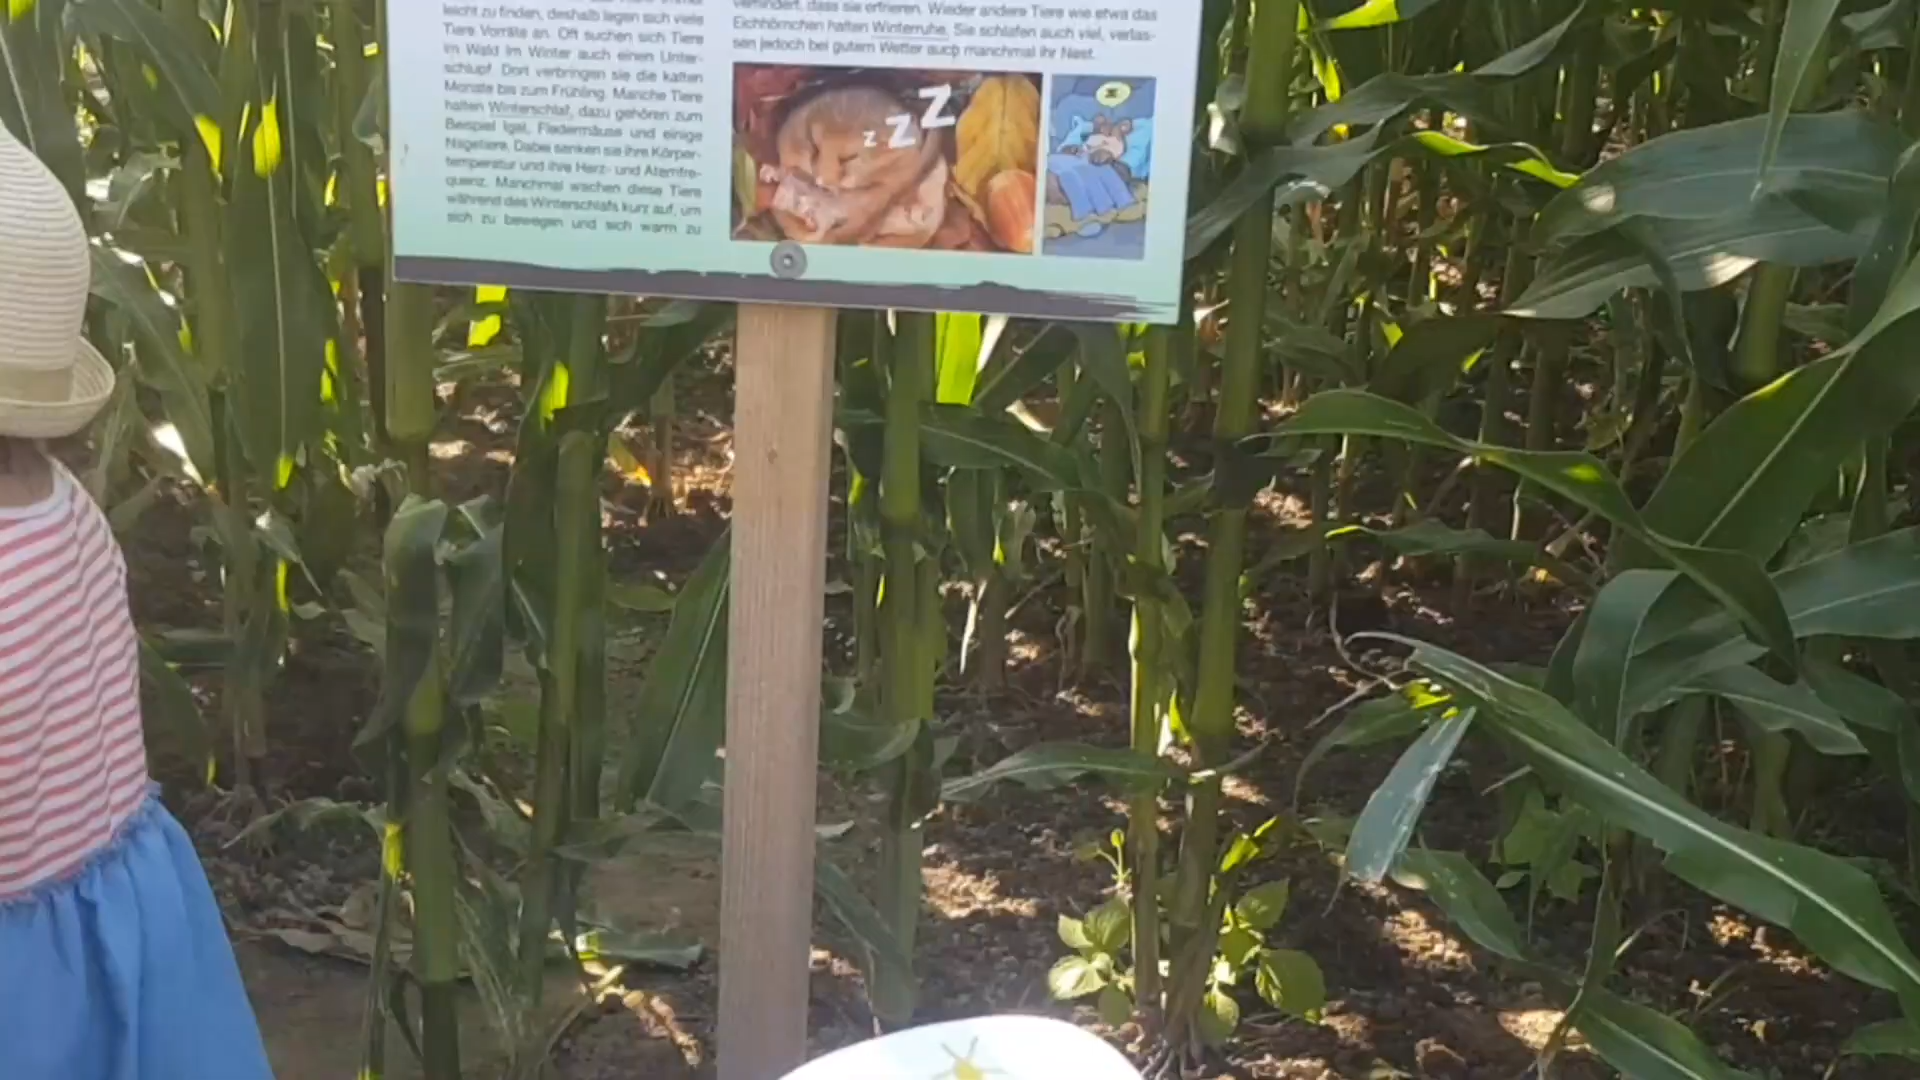 leicht zu finden, deshalb legen sich viele
Tiere Vorräte an. Oft suchen sich Tiere
im Wald im Winter auch einen Unter-
schlupf. Dort verbringen sie die kalten
Monate bis zum Frühling. Manche Tiere
halten Winterschlaf, dazu gehören zum
Beispiel Igel, Fledermäuse und einige
Nagetiere. Dabei senken sie ihre Körper-
temperatur und ihre Herz- und Atemfre-
quenz. Manchmal wachen diese Tiere
während des Winterschlafs kurz auf, um
sich zu bewegen und sich warm zu
verhindert, dass sie erfrieren. Wieder andere Tiere wie etwa das
Eichhörnchen halten Winterruhe. Sie schlafen auch viel, verlas-
sen jedoch bei gutem Wetter auch manchmal ihr Nest.
z z Z